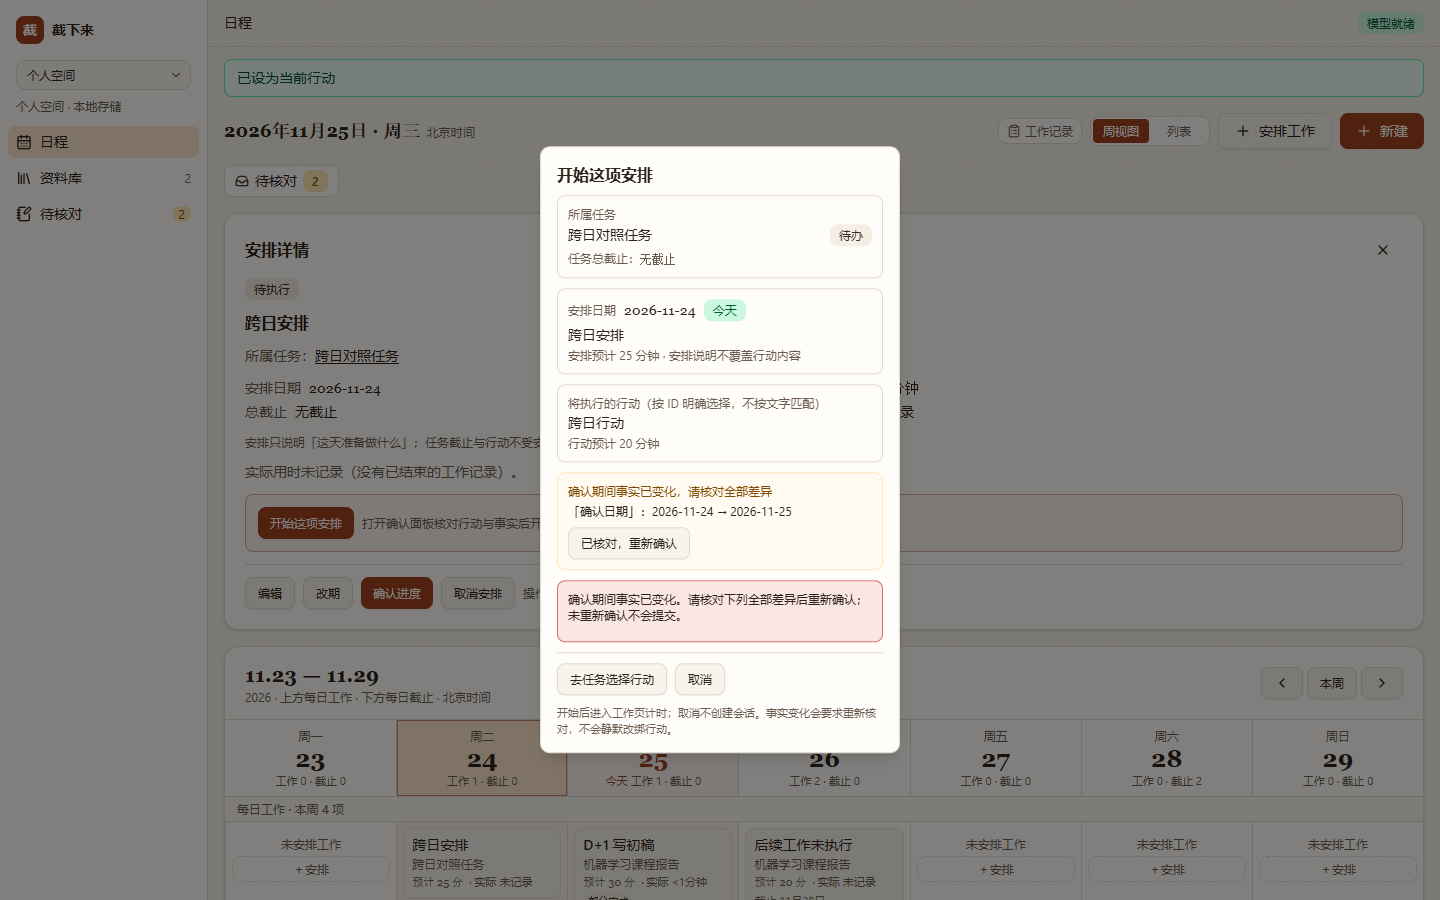 截 截下来
个人空间
个人空间 · 本地存储
日程
资料库 2
待核对 2
日程
模型就绪
已设为当前行动
2026年11月25日 · 周三 北京时间
工作记录
周视图 列表
+ 安排工作
+ 新建
待核对 2
安排详情
待执行
跨日安排
所属任务：跨日对照任务
安排日期 2026-11-24
分钟
总截止 无截止
录
安排只说明「这天准备做什么」；任务截止与行动不受安
实际用时未记录（没有已结束的工作记录）。
开始这项安排 打开确认面板核对行动与事实后开
编辑 改期 确认进度 取消安排 操作
开始这项安排
所属任务
跨日对照任务 待办
任务总截止：无截止
安排日期 2026-11-24 今天
跨日安排
安排预计 25 分钟 · 安排说明不覆盖行动内容
将执行的行动（按 ID 明确选择，不按文字匹配）
跨日行动
行动预计 20 分钟
确认期间事实已变化，请核对全部差异
「确认日期」：2026-11-24 → 2026-11-25
已核对，重新确认
确认期间事实已变化。请核对下列全部差异后重新确认；
未重新确认不会提交。
去任务选择行动 取消
开始后进入工作页计时；取消不创建会话。事实变化会要求重新核
对，不会静默改绑行动。
11.23 — 11.29
2026 · 上方每日工作 · 下方每日截止 · 北京时间
本周
周一 周二 周五 周六 周日
23 24 25 26 27 28 29
工作 0 · 截止 0 工作 1 · 截止 0 今天 工作 1 · 截止 0 工作 2 · 截止 0 工作 0 · 截止 0 工作 0 · 截止 2 工作 0 · 截止 0
每日工作 · 本周 4 项
未安排工作
+ 安排
跨日安排
跨日对照任务
预计 25 分 · 实际 未记录
D+1 写初稿
机器学习课程报告
预计 30 分 · 实际 <1分钟
后续工作未执行
机器学习课程报告
预计 20 分 · 实际 未记录
未安排工作
+ 安排
未安排工作
+ 安排
未安排工作
+ 安排